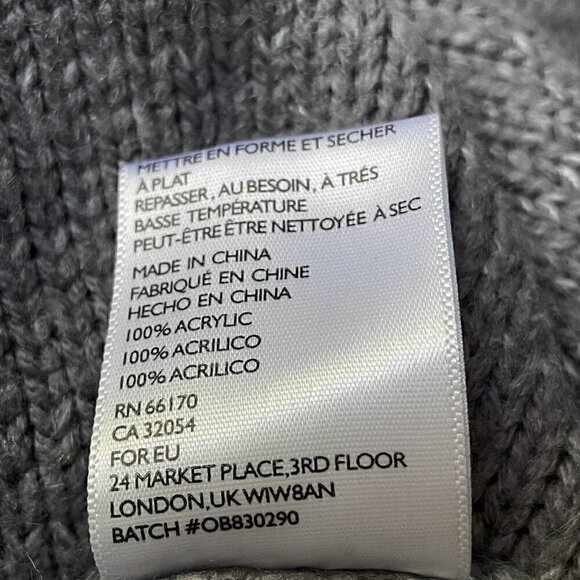 METTRE EN FORME ET SECHER
À PLAT
REPASSER, AU BESOIN, À TRÉS
BASSE TEMPÉRATURE
PEUT-ÊTRE ÊTRE NETTOYÉE À SEC
MADE IN CHINA
FABRIQUÉ EN CHINE
HECHO EN CHINA
100% ACRYLIC
100% ACRILICO
100% ACRILICO
RN 66170
CA 32054
FOR EU
24 MARKET PLACE,3RD FLOOR
LONDON,UK W1W8AN
BATCH #OB830290